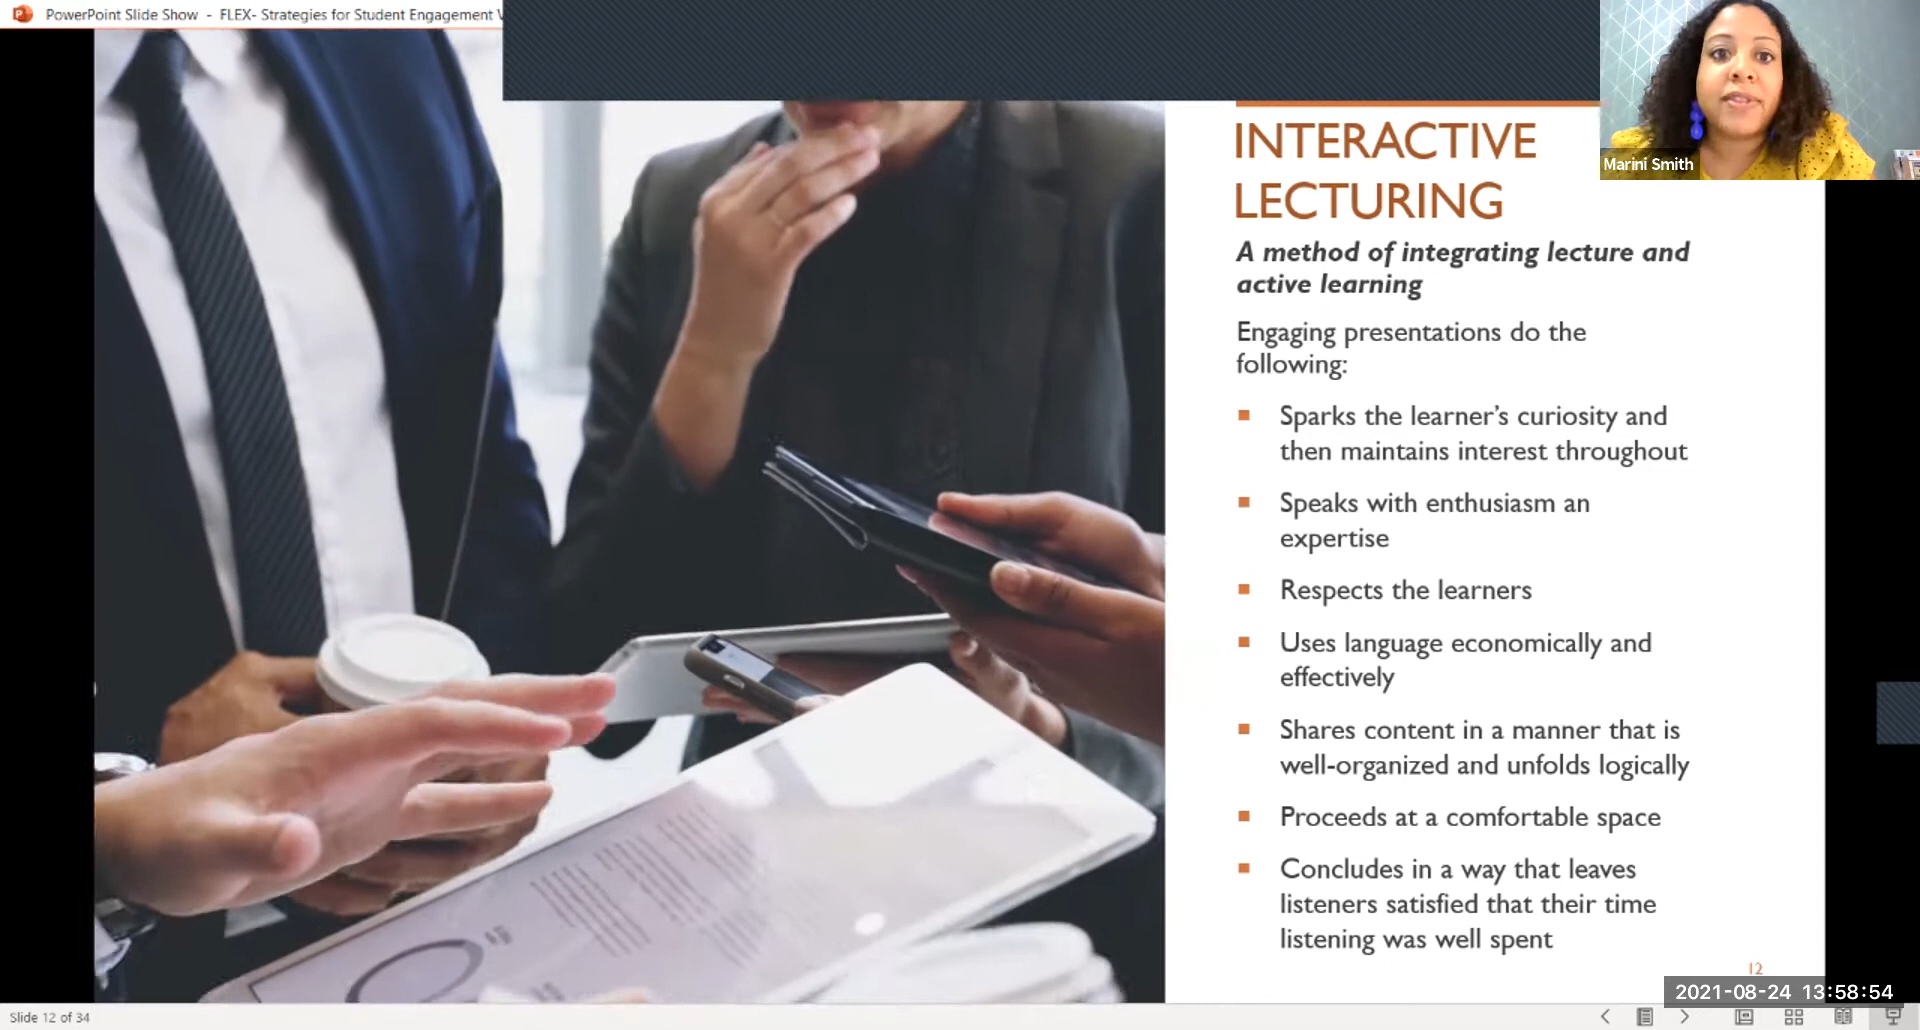 PowerPoint Slide Show - FLEX- Strategies for Student Engagement V
Marini Smith
INTERACTIVE
LECTURING
A method of integrating lecture and
active learning
Engaging presentations do the
following:
Sparks the learner's curiosity and
then maintains interest throughout
Speaks with enthusiasm an
expertise
Respects the learners
Uses language economically and
effectively
Shares content in a manner that is
well-organized and unfolds logically
Proceeds at a comfortable space
Concludes in a way that leaves
listeners satisfied that their time
listening was well spent
12
2021-08-24 13:58:54
Slide 12 of 34